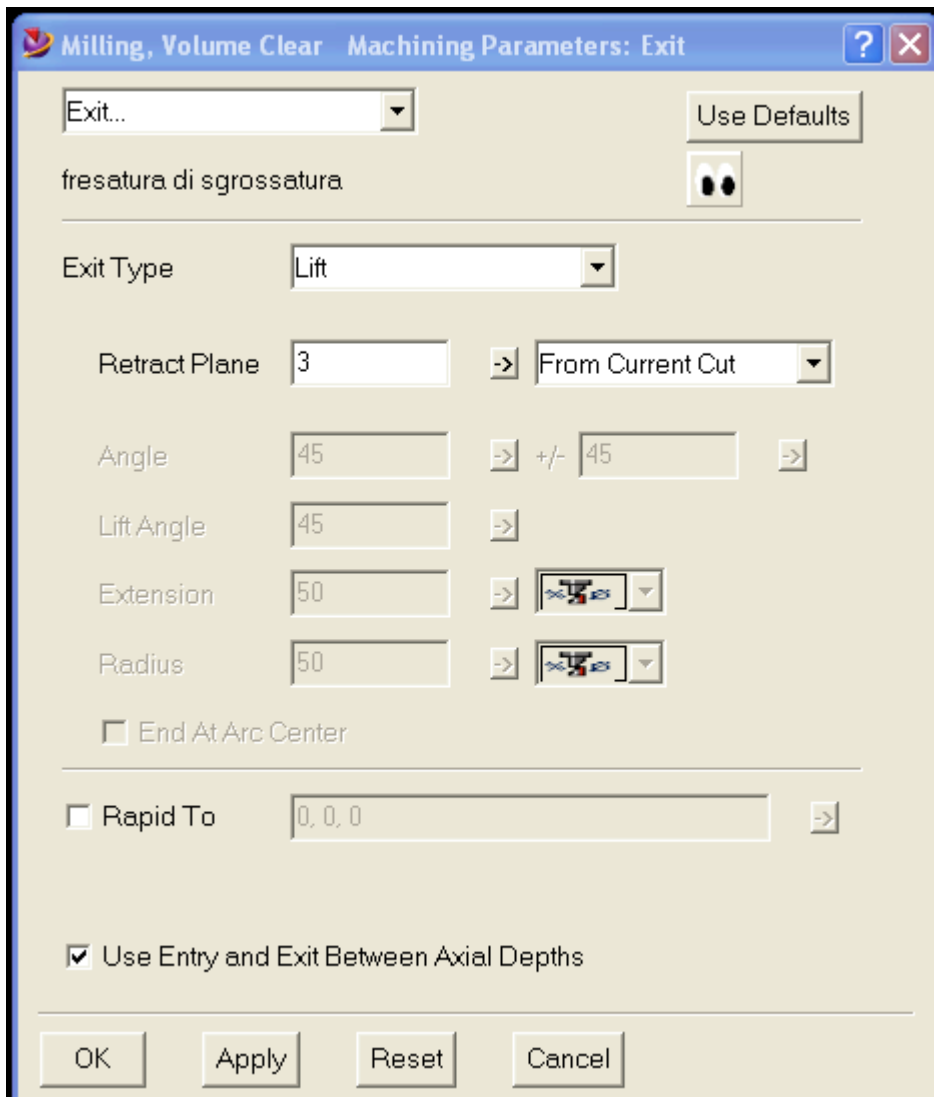 Milling, Volume Clear Machining Parameters: Exit
Exit...
Use Defaults
fresatura di sgrossatura
Exit Type Lift
Retract Plane 3 -> From Current Cut
Angle 45 -> +/- 45 ->
Lift Angle 45 ->
Extension 50 ->
Radius 50 ->
End At Arc Center
Rapid To 0, 0, 0 ->
Use Entry and Exit Between Axial Depths
OK Apply Reset Cancel